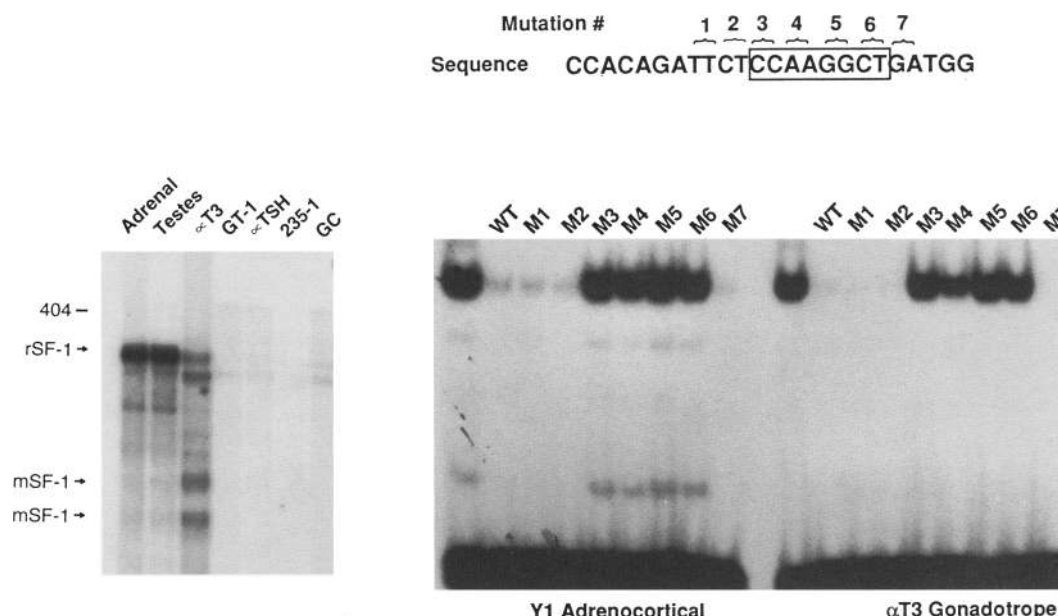 Mutation # 1 2 3 4 5 6 7
Sequence CCACAGATTCTCCAAGGCTGATGG
Adrenal Testes ∝T3 GT-1 ∝TSH 235-1 GC
404
rSF-1
mSF-1
mSF-1
WT M1 M2 M3 M4 M5 M6 M7 WT M1 M2 M3 M4 M5 M6
Y1 Adrenocortical αT3 Gonadotrope